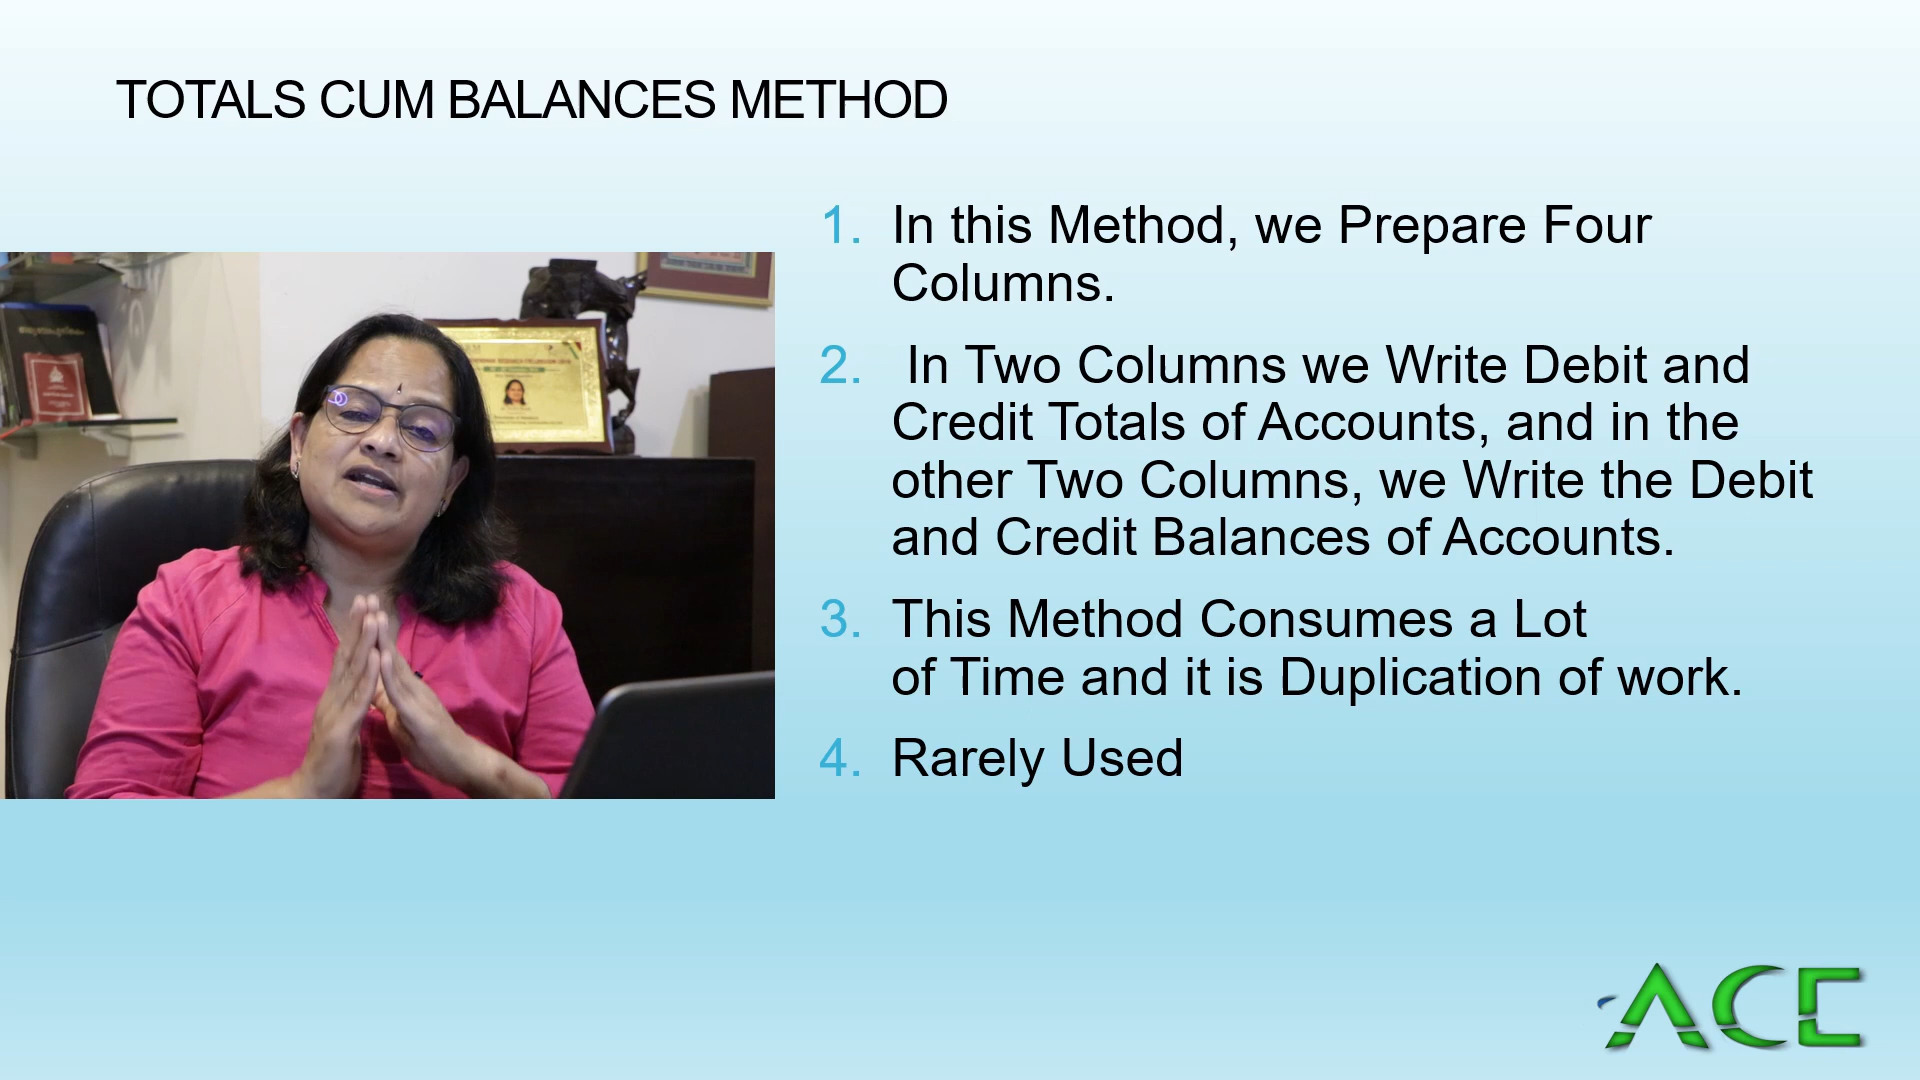 TOTALS CUM BALANCES METHOD
1. In this Method, we Prepare Four
Columns.
2. In Two Columns we Write Debit and
Credit Totals of Accounts, and in the
other Two Columns, we Write the Debit
and Credit Balances of Accounts.
3. This Method Consumes a Lot
of Time and it is Duplication of work.
4. Rarely Used
ACE